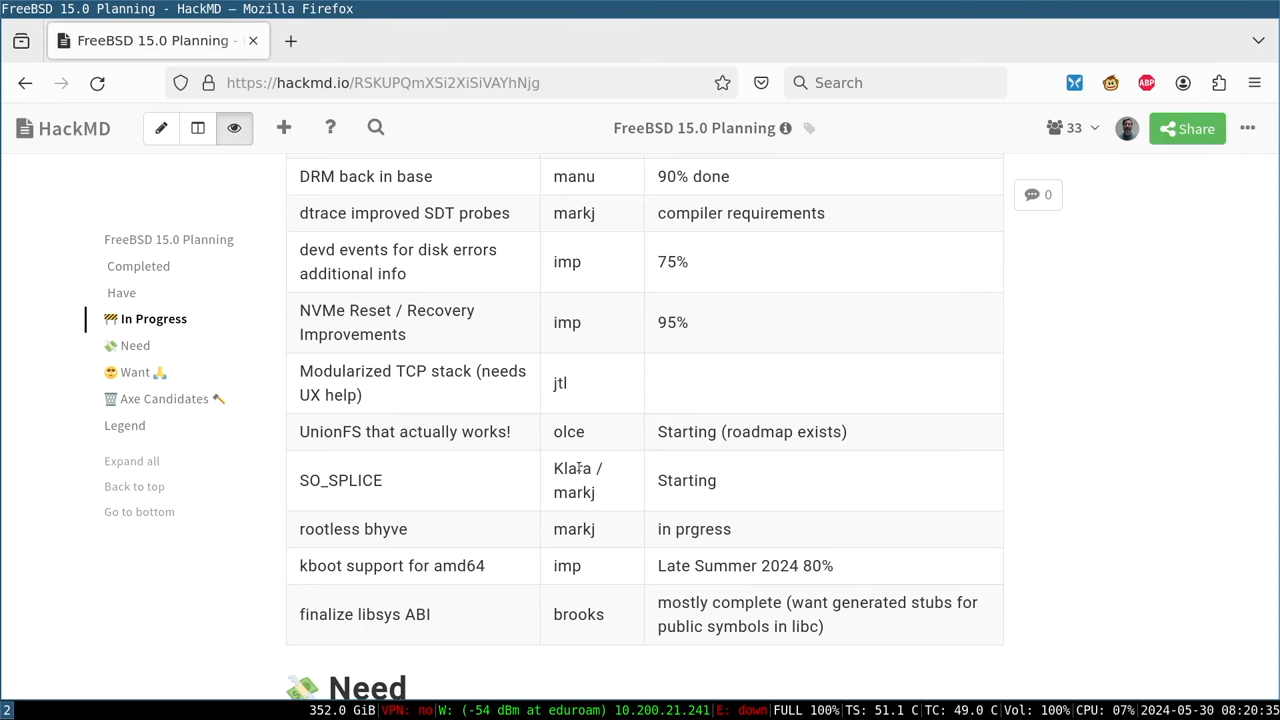 FreeBSD 15.0 Planning - HackMD — Mozilla Firefox
FreeBSD 15.0 Planning -
https://hackmd.io/RSKUPOmXSi2XiSiVAYhNjg
Search
ABP
HackMD
FreeBSD 15.0 Planning
33
Share
0
FreeBSD 15.0 Planning
Completed
Have
🚧 In Progress
💸 Need
🥺 Want 🙏
🗑️ Axe Candidates 🪓
Legend
Expand all
Back to top
Go to bottom
DRM back in base manu 90% done
dtrace improved SDT probes markj compiler requirements
devd events for disk errors
additional info imp 75%
NVMe Reset / Recovery
Improvements imp 95%
Modularized TCP stack (needs
UX help) jtl
UnionFS that actually works! olce Starting (roadmap exists)
SO_SPLICE Klara /
markj Starting
rootless bhyve markj in prgress
kboot support for amd64 imp Late Summer 2024 80%
finalize libsys ABI brooks mostly complete (want generated stubs for
public symbols in libc)
💸 Need
2 352.0 GiB|VPN: no|W: (-54 dBm at eduroam) 10.200.21.241|E: down|FULL 100%|TS: 51.1 C|TC: 49.0 C|Vol: 100%|CPU: 07%|2024-05-30 08:20:35